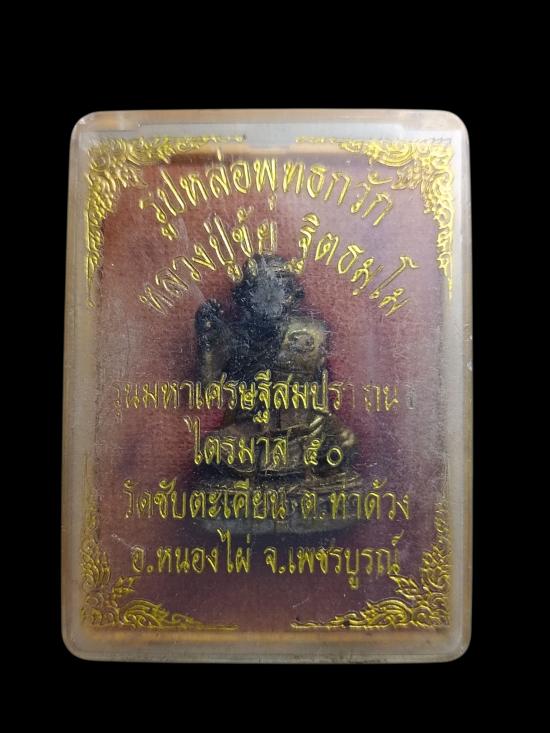 รูปหล่อพุทธกวัก
หลวงปู่ชัย ฐิตธมฺโม
รุ่นมหาเศรษฐีสมปรารถนา
ไตรมาส ๕๐
วัดซับตะเคียน ต.ท่าด้วง
อ.หนองไผ่ จ.เพชรบูรณ์